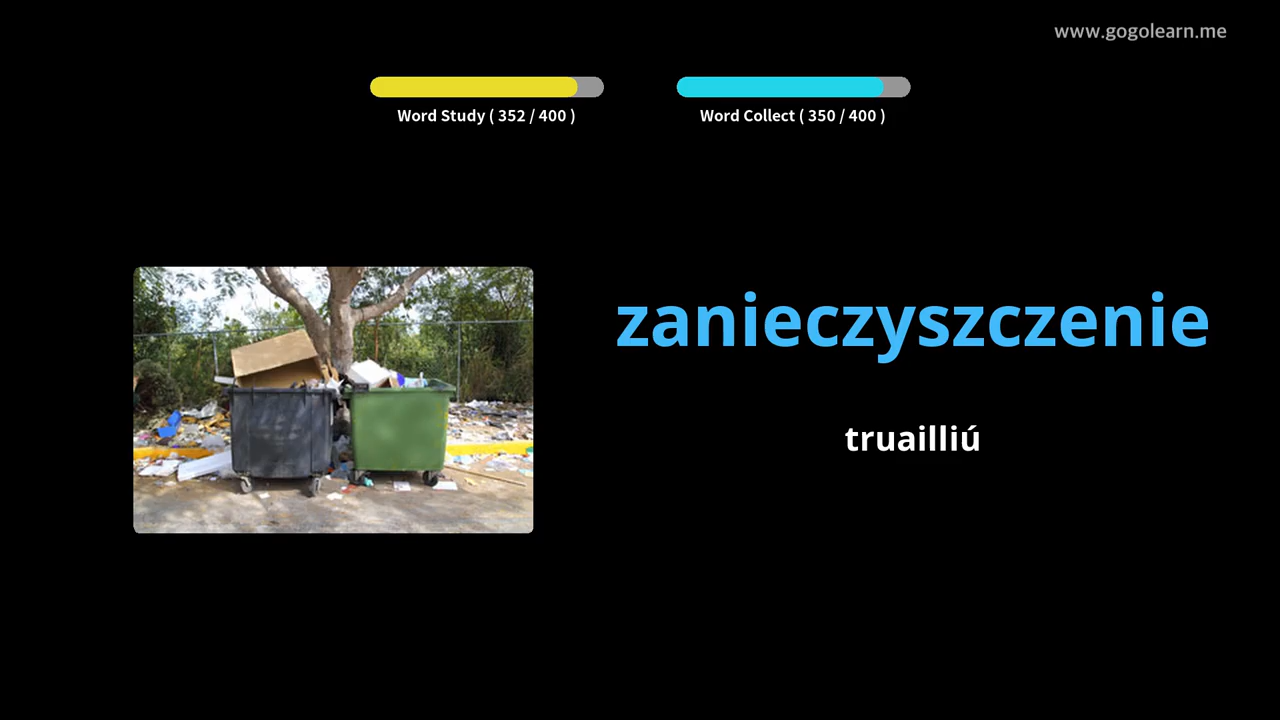 www.gogolearn.me
Word Study ( 352 / 400 )
Word Collect ( 350 / 400 )
zanieczyszczenie
truailliú